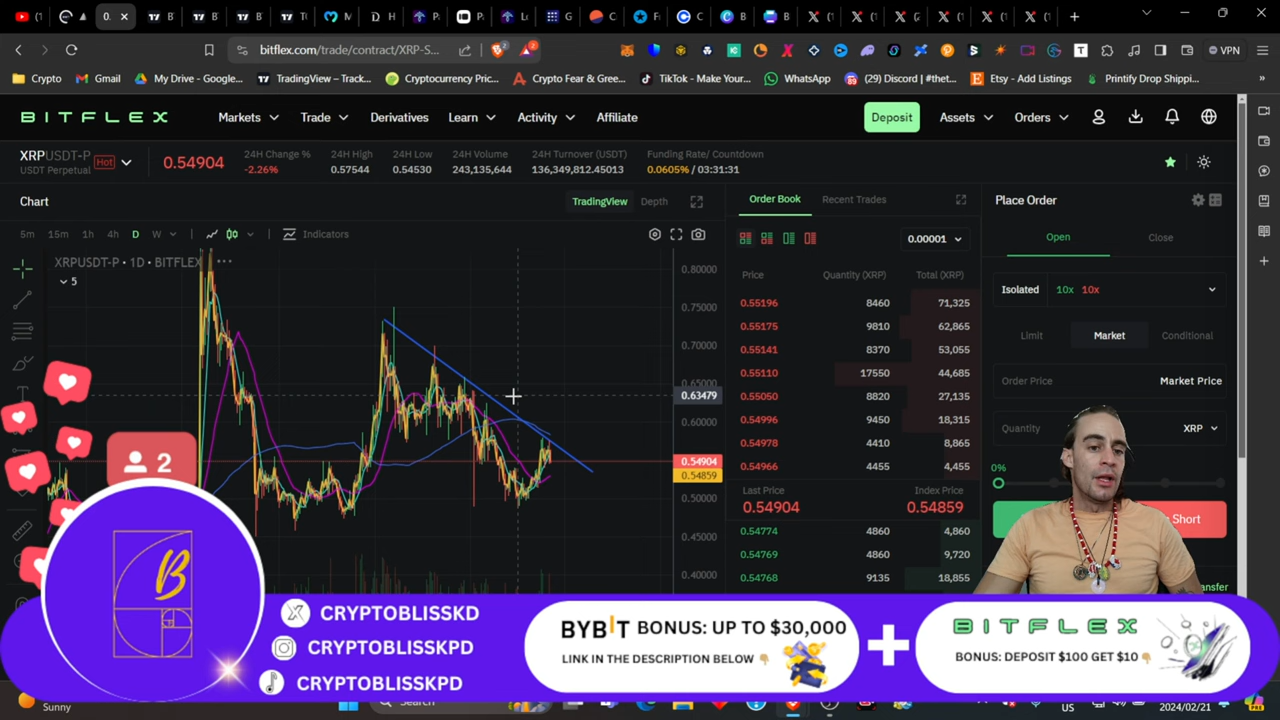 bitflex.com/trade/contract/XRP-S...
VPN
Crypto
Gmail
My Drive - Google...
TradingView – Track...
Cryptocurrency Pric...
Crypto Fear & Gree...
TikTok - Make Your...
WhatsApp
(29) Discord | #thet...
Etsy - Add Listings
Printify Drop Shippi...
BITFLEX
Markets
Trade
Derivatives
Learn
Activity
Affiliate
Deposit
Assets
Orders
XRPUSDT-P
Hot
USDT Perpetual
0.54904
24H Change %
-2.26%
24H High
0.57544
24H Low
0.54530
24H Volume
243,135,644
24H Turnover (USDT)
136,349,812.45013
Funding Rate/ Countdown
0.0605% / 03:31:31
Chart
TradingView
Depth
5m 15m 1h 4h D W
Indicators
XRPUSDT-P • 1D • BITFLEX
5
0.80000
0.75000
0.70000
0.65000
0.63479
0.60000
0.54904
0.54859
0.50000
0.45000
0.40000
Order Book
Recent Trades
0.00001
Price Quantity (XRP) Total (XRP)
0.55196 8460 71,325
0.55175 9810 62,865
0.55141 8370 53,055
0.55110 17550 44,685
0.55050 8820 27,135
0.54996 9450 18,315
0.54978 4410 8,865
0.54966 4455 4,455
Last Price Index Price
0.54904 0.54859
0.54774 4860 4,860
0.54769 4860 9,720
0.54768 9135 18,855
Place Order
Open
Close
Isolated 10x 10x
Limit
Market
Conditional
Order Price
Market Price
Quantity
XRP
0%
Short
2
B
CRYPTOBLISSKD
CRYPTOBLISSKPD
CRYPTOBLISSKPD
BYBIT BONUS: UP TO $30,000
LINK IN THE DESCRIPTION BELOW
BITFLEX
BONUS: DEPOSIT $100 GET $10
Sunny
Search
US
2024/02/21